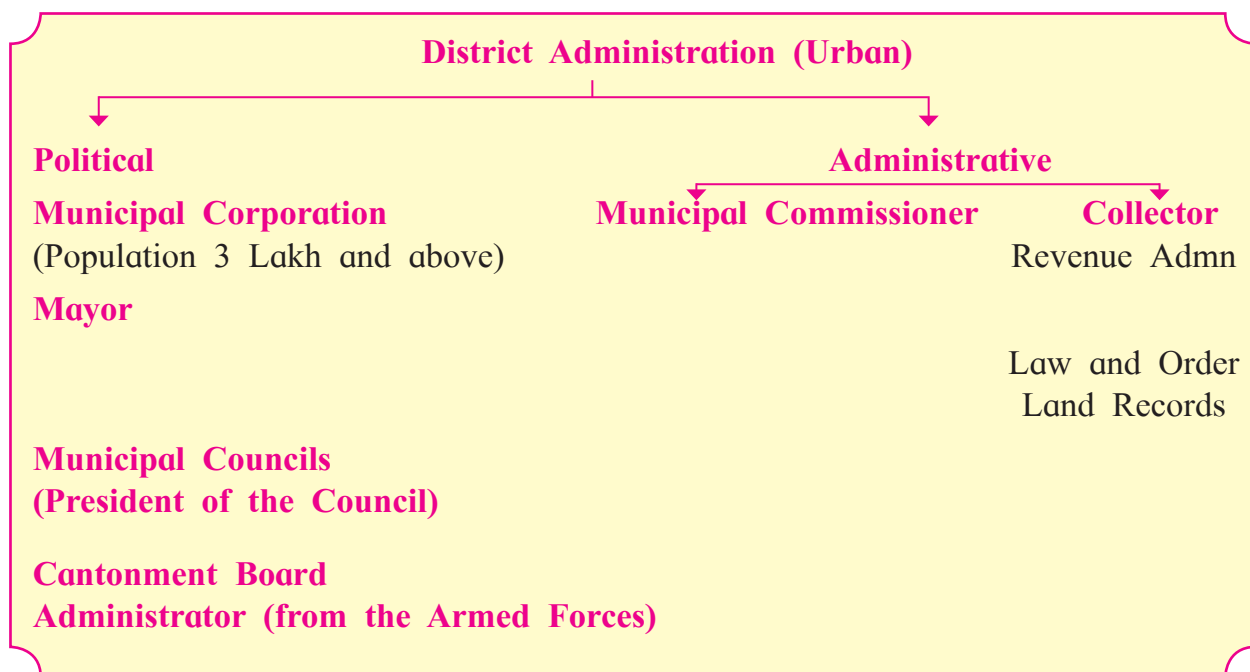 District Administration (Urban)
Political
Administrative
Municipal Corporation
(Population 3 Lakh and above)
Mayor
Municipal Commissioner
Collector
Revenue Admn
Law and Order
Land Records
Municipal Councils
(President of the Council)
Cantonment Board
Administrator (from the Armed Forces)